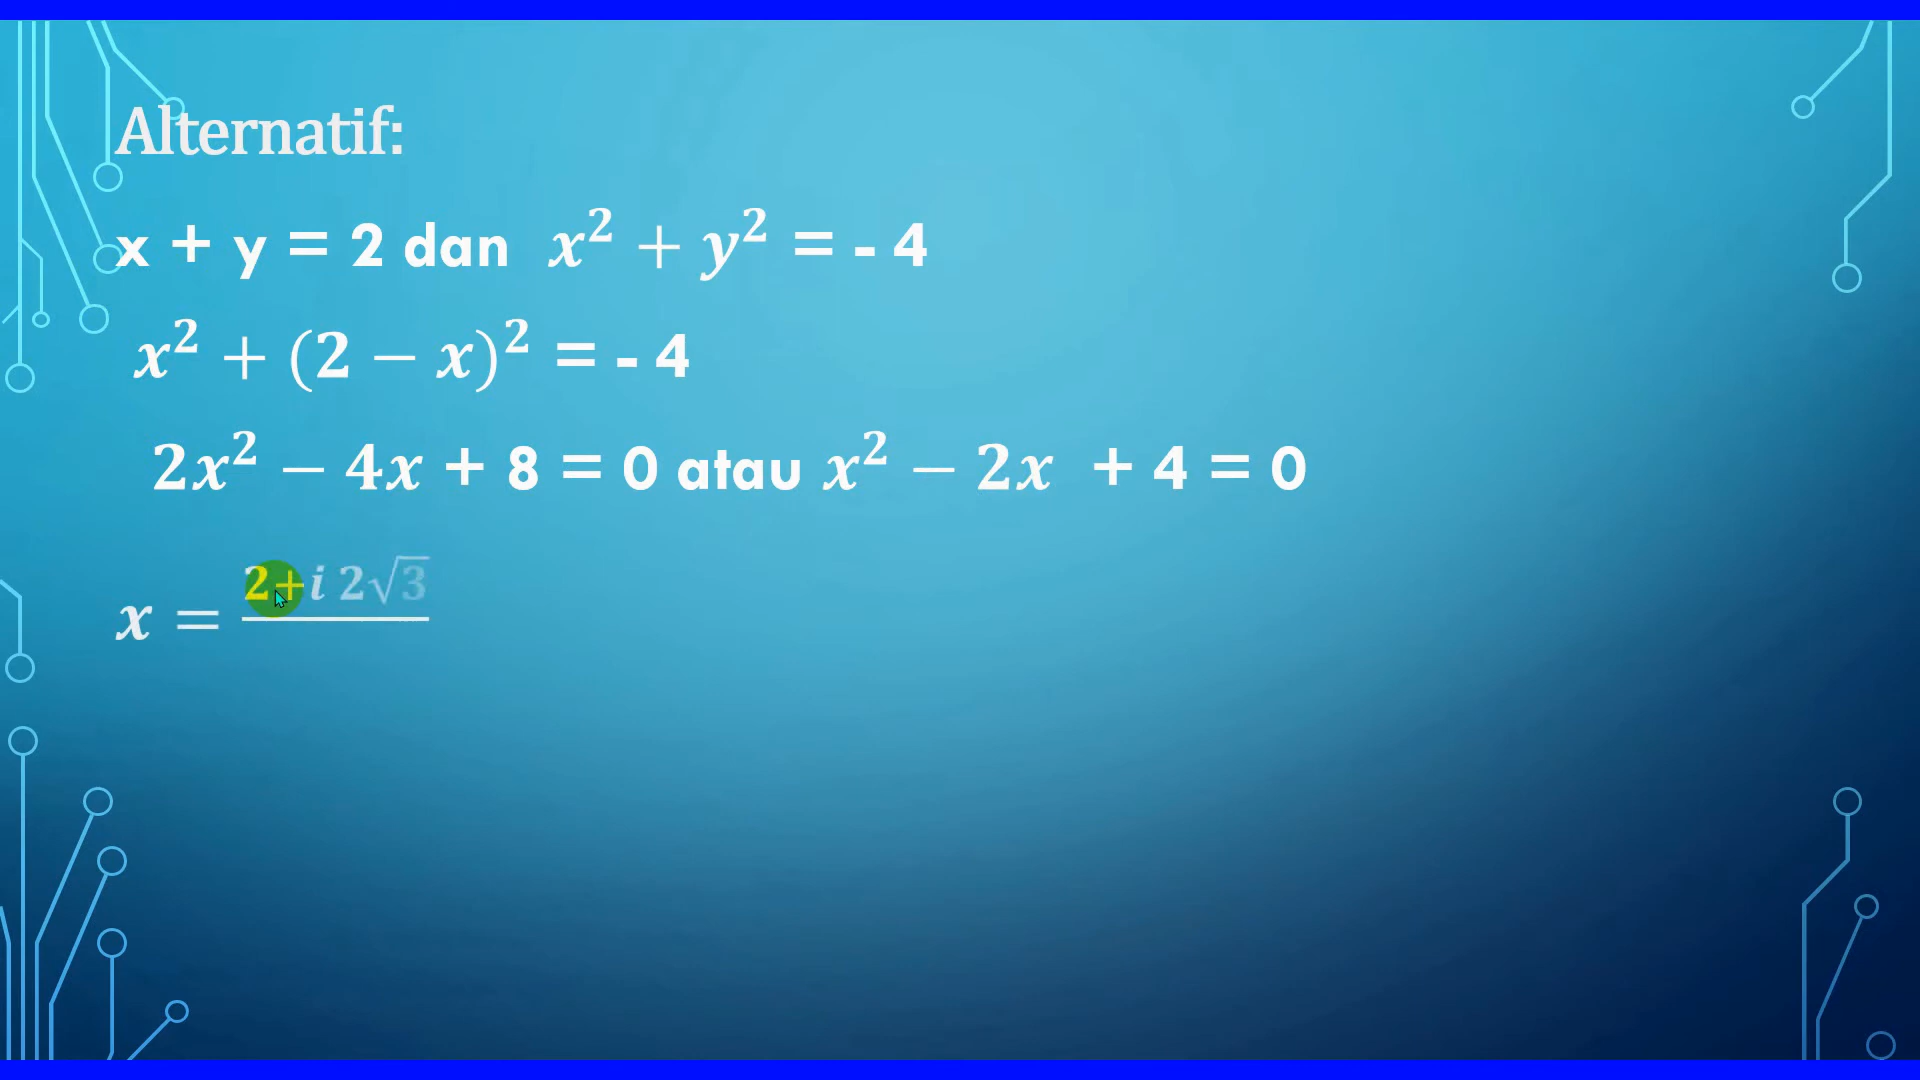 Alternatif:
x + y = 2 dan x² + y² = - 4
x² + (2 − x)² = - 4
2x² − 4x + 8 = 0 atau x² − 2x + 4 = 0
2+i 2√3
x =